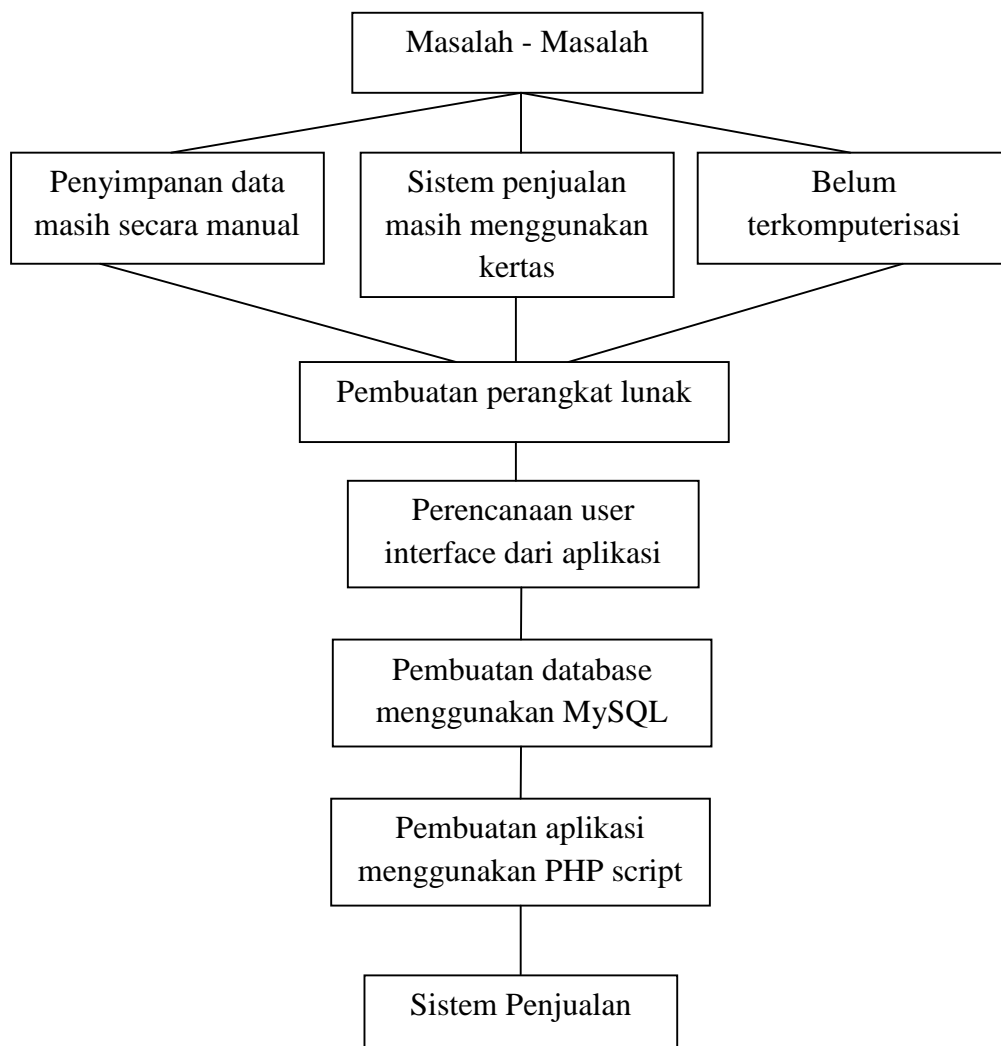 Masalah - Masalah
Penyimpanan data
masih secara manual
Sistem penjualan
masih menggunakan
kertas
Belum
terkomputerisasi
Pembuatan perangkat lunak
Perencanaan user
interface dari aplikasi
Pembuatan database
menggunakan MySQL
Pembuatan aplikasi
menggunakan PHP script
Sistem Penjualan